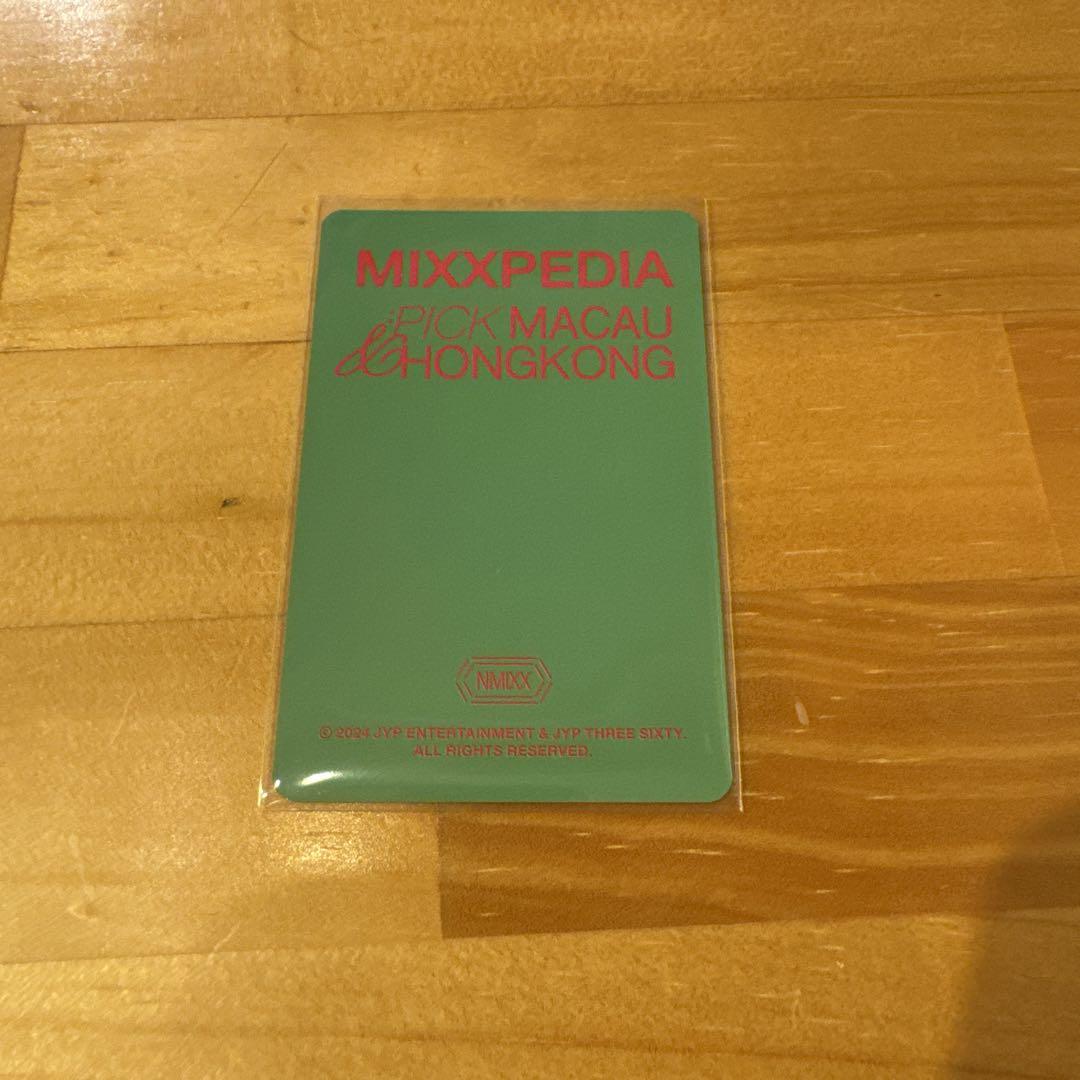 MIXXPEDIA
:PICK MACAU
&HONGKONG
NMIXX
© 2024 JYP ENTERTAINMENT & JYP THREE SIXTY.
ALL RIGHTS RESERVED.